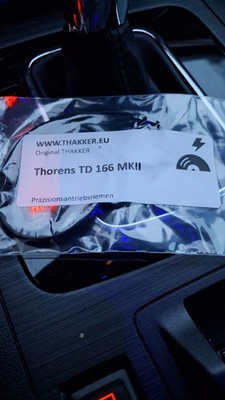 WWW.THAKKER.EU
Original THAKKER
Thorens TD 166 MKII
Präzisionsantriebsriemen